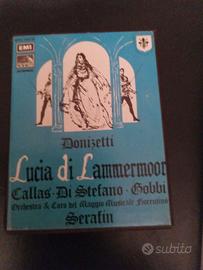 EMI
Donizetti
Lucia di Lammermoor
Callas · Di Stefano · Gobbi
Orchestra & Coro del Maggio Musicale Fiorentino
Serafin
subito